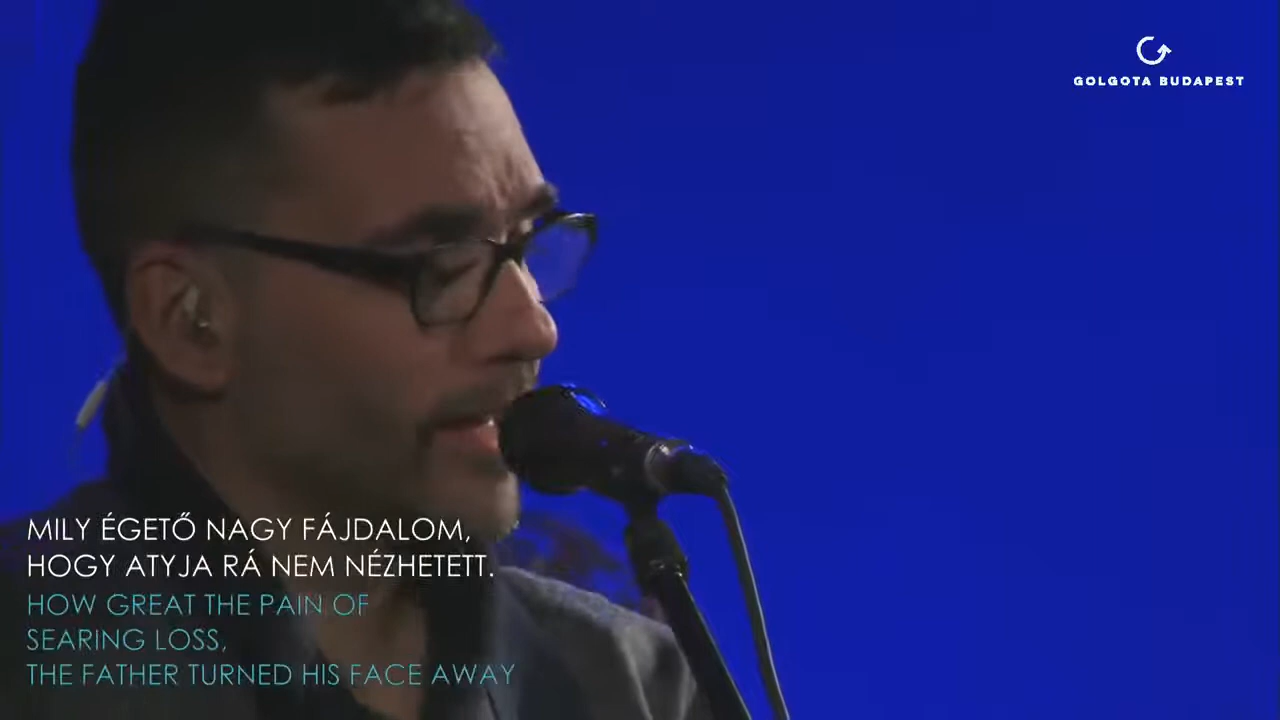 GOLGOTA BUDAPEST
MILY ÉGETŐ NAGY FÁJDALOM,
HOGY ATYJA RÁ NEM NÉZHETETT.
HOW GREAT THE PAIN OF
SEARING LOSS,
THE FATHER TURNED HIS FACE AWAY